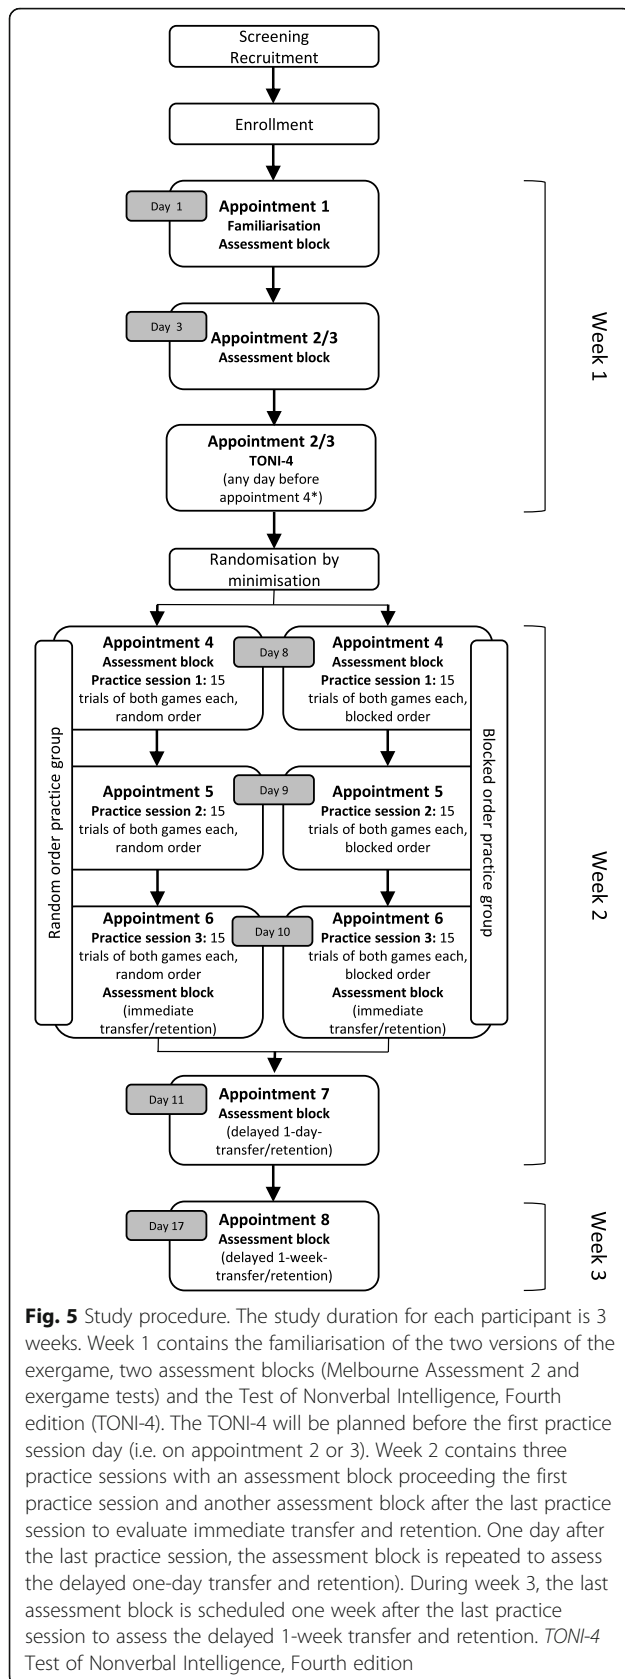 Screening
Recruitment
Enrollment
Day 1
Appointment 1
Familiarisation
Assessment block
Day 3
Appointment 2/3
Assessment block
Appointment 2/3
TONI-4
(any day before
appointment 4*)
Week 1
Randomisation by
minimisation
Random order practice group
Appointment 4
Assessment block
Practice session 1: 15
trials of both games each,
random order
Day 8
Appointment 4
Assessment block
Practice session 1: 15
trials of both games each,
blocked order
Blocked order practice group
Appointment 5
Practice session 2: 15
trials of both games each,
random order
Day 9
Appointment 5
Practice session 2: 15
trials of both games each,
blocked order
Appointment 6
Practice session 3: 15
trials of both games each,
random order
Assessment block
(immediate
transfer/retention)
Day 10
Appointment 6
Practice session 3: 15
trials of both games each,
blocked order
Assessment block
(immediate
transfer/retention)
Week 2
Day 11
Appointment 7
Assessment block
(delayed 1-day-
transfer/retention)
Day 17
Appointment 8
Assessment block
(delayed 1-week-
transfer/retention)
Week 3
Fig. 5 Study procedure. The study duration for each participant is 3
weeks. Week 1 contains the familiarisation of the two versions of the
exergame, two assessment blocks (Melbourne Assessment 2 and
exergame tests) and the Test of Nonverbal Intelligence, Fourth
edition (TONI-4). The TONI-4 will be planned before the first practice
session day (i.e. on appointment 2 or 3). Week 2 contains three
practice sessions with an assessment block proceeding the first
practice session and another assessment block after the last practice
session to evaluate immediate transfer and retention. One day after
the last practice session, the assessment block is repeated to assess
the delayed one-day transfer and retention). During week 3, the last
assessment block is scheduled one week after the last practice
session to assess the delayed 1-week transfer and retention. TONI-4
Test of Nonverbal Intelligence, Fourth edition